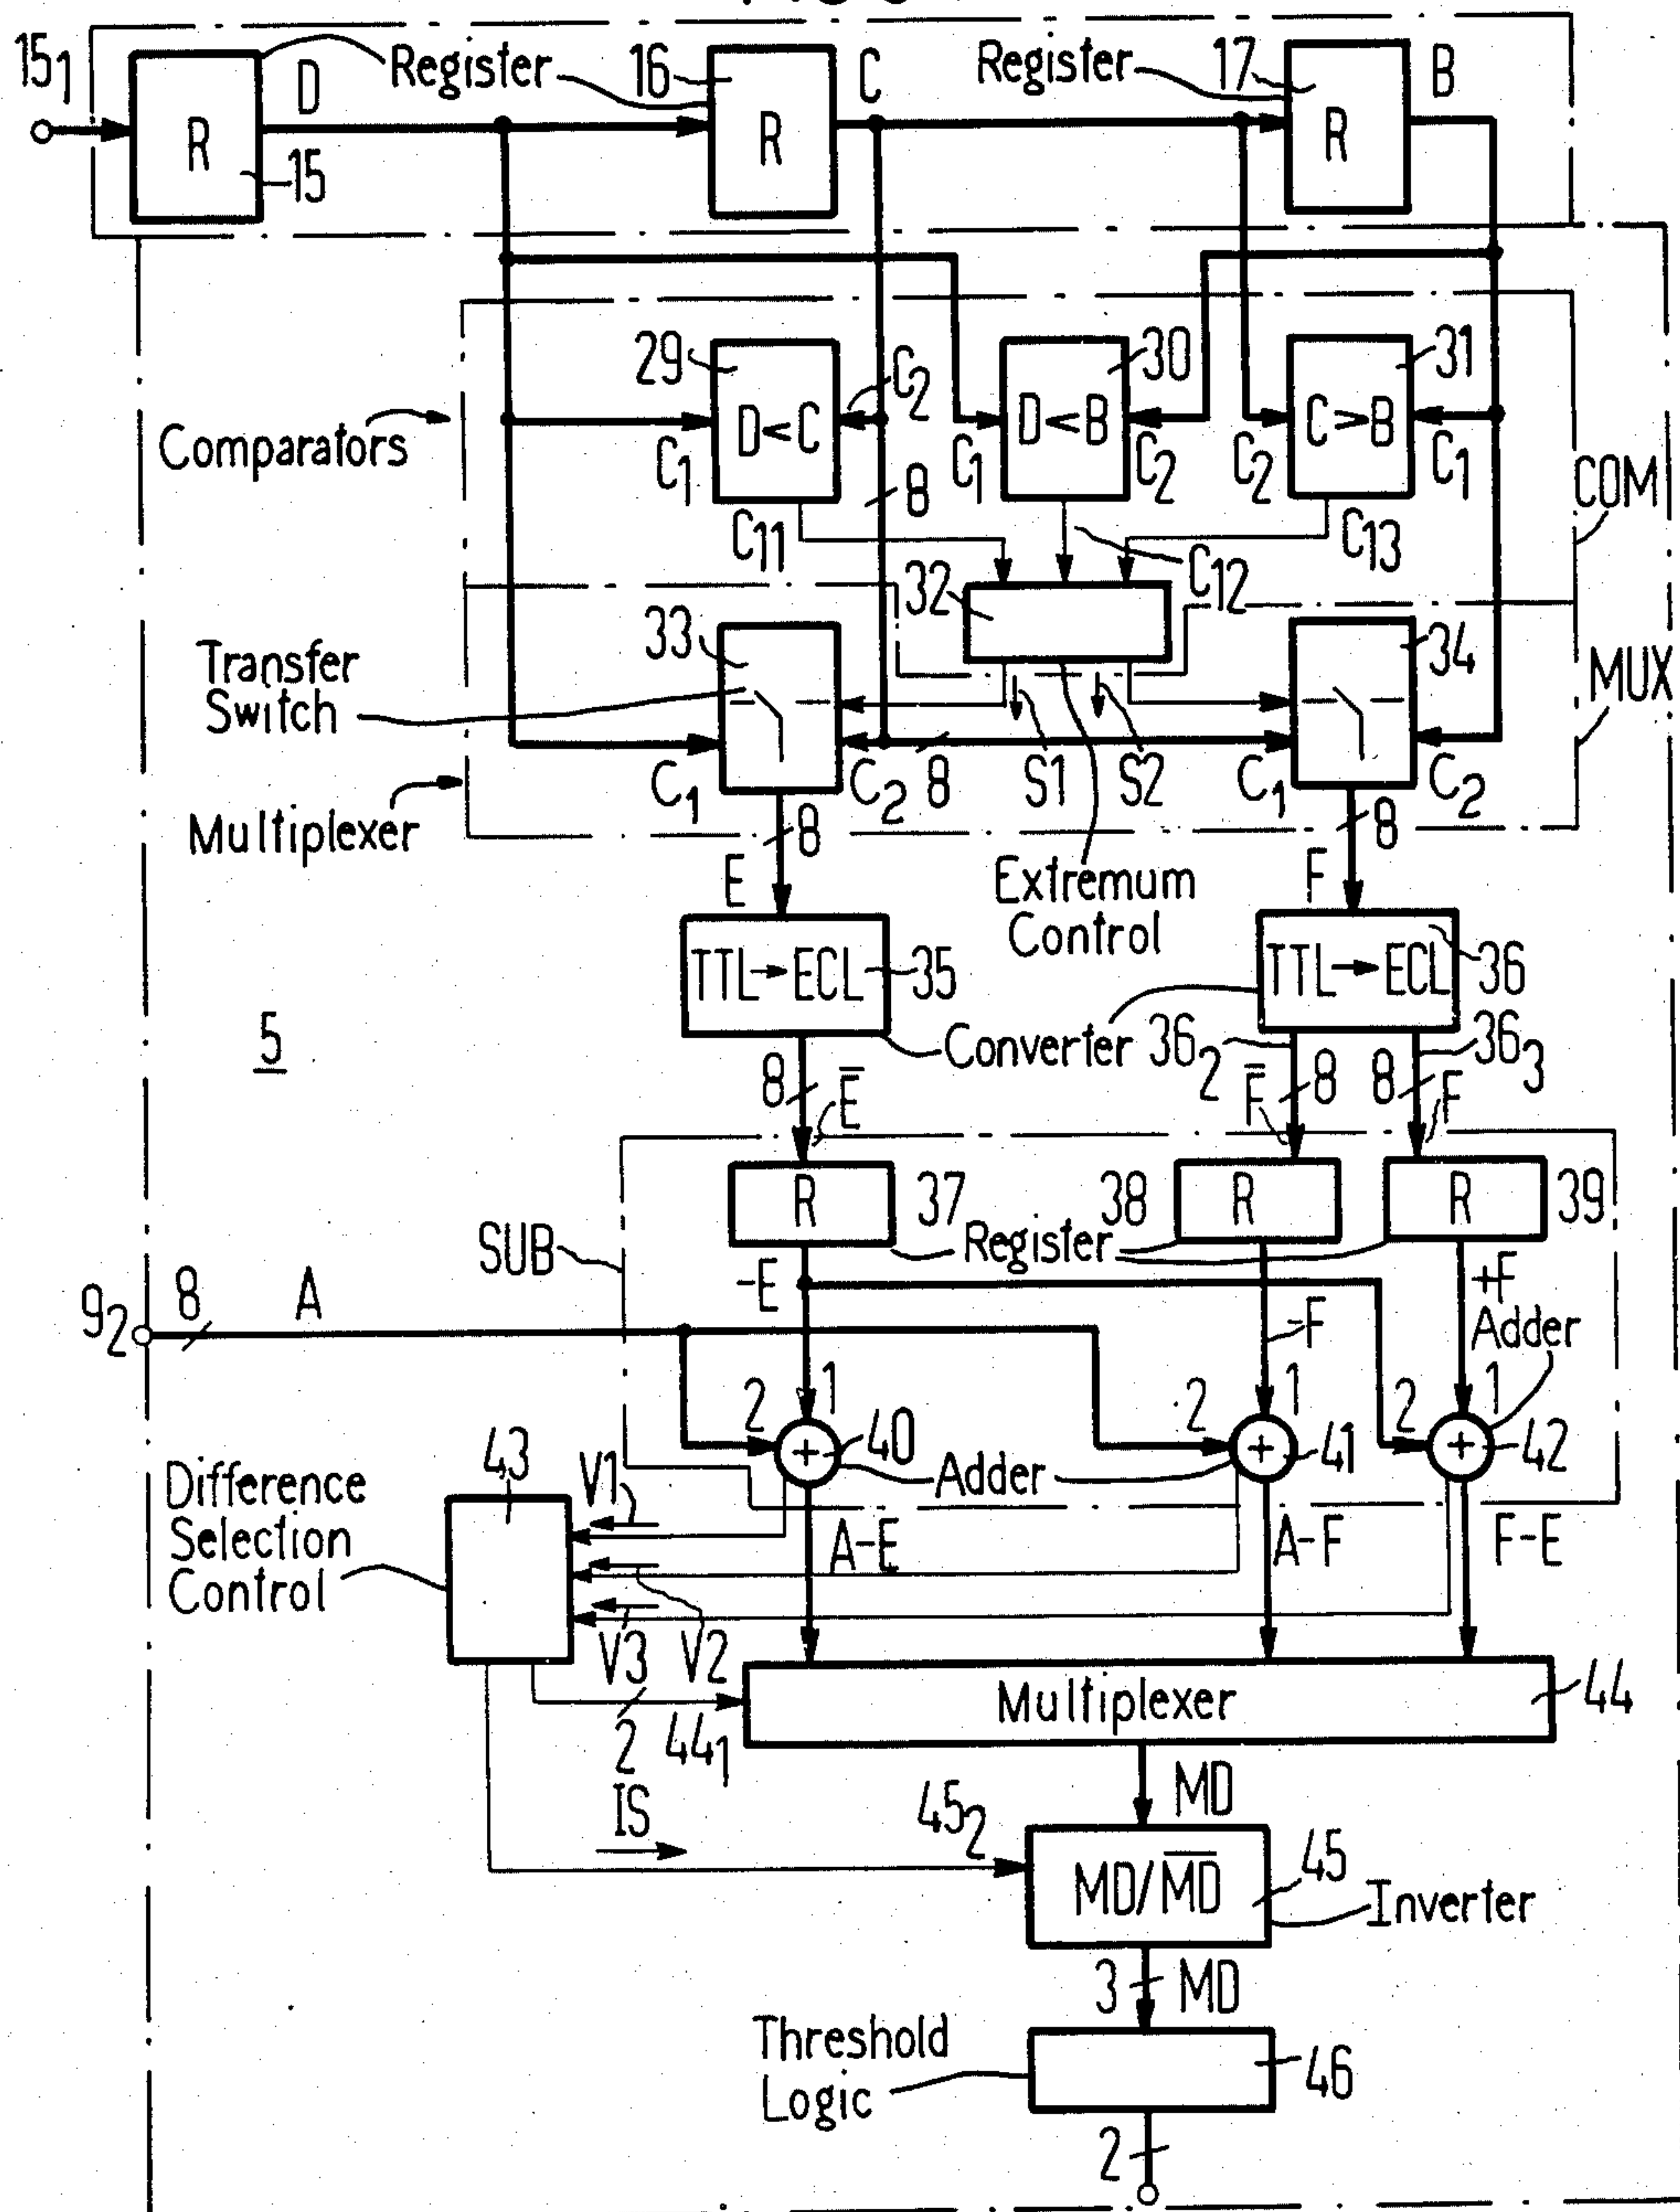 15₁
D
Register
16
C
Register
17
B
R
15
R
R
29
C₂
30
31
Comparators
D<C
D<B
C>B
C₁
8
C₁
C₂
C₂
C₁
COM
C₁₁
C₁₂
C₁₃
32
33
34
Transfer
Switch
MUX
C₁
C₂
8
S1
S2
C₁
C₂
Multiplexer
8
8
E
Extremum
Control
F
TTL→ECL
35
TTL→ECL
36
5
Converter
36₂
36₃
8
E̅
F̅
8
8
F
R
37
38
R
R
39
SUB
Register
-E
+F
9₂
8
A
-F
Adder
2
1
2
1
2
1
43
+
40
+
41
+
42
Difference
Selection
Control
V1
Adder
A-E
A-F
F-E
V3
V2
Multiplexer
44
2
44₁
IS
MD
45₂
MD/M̅D̅
45
Inverter
3
MD
Threshold
Logic
46
2